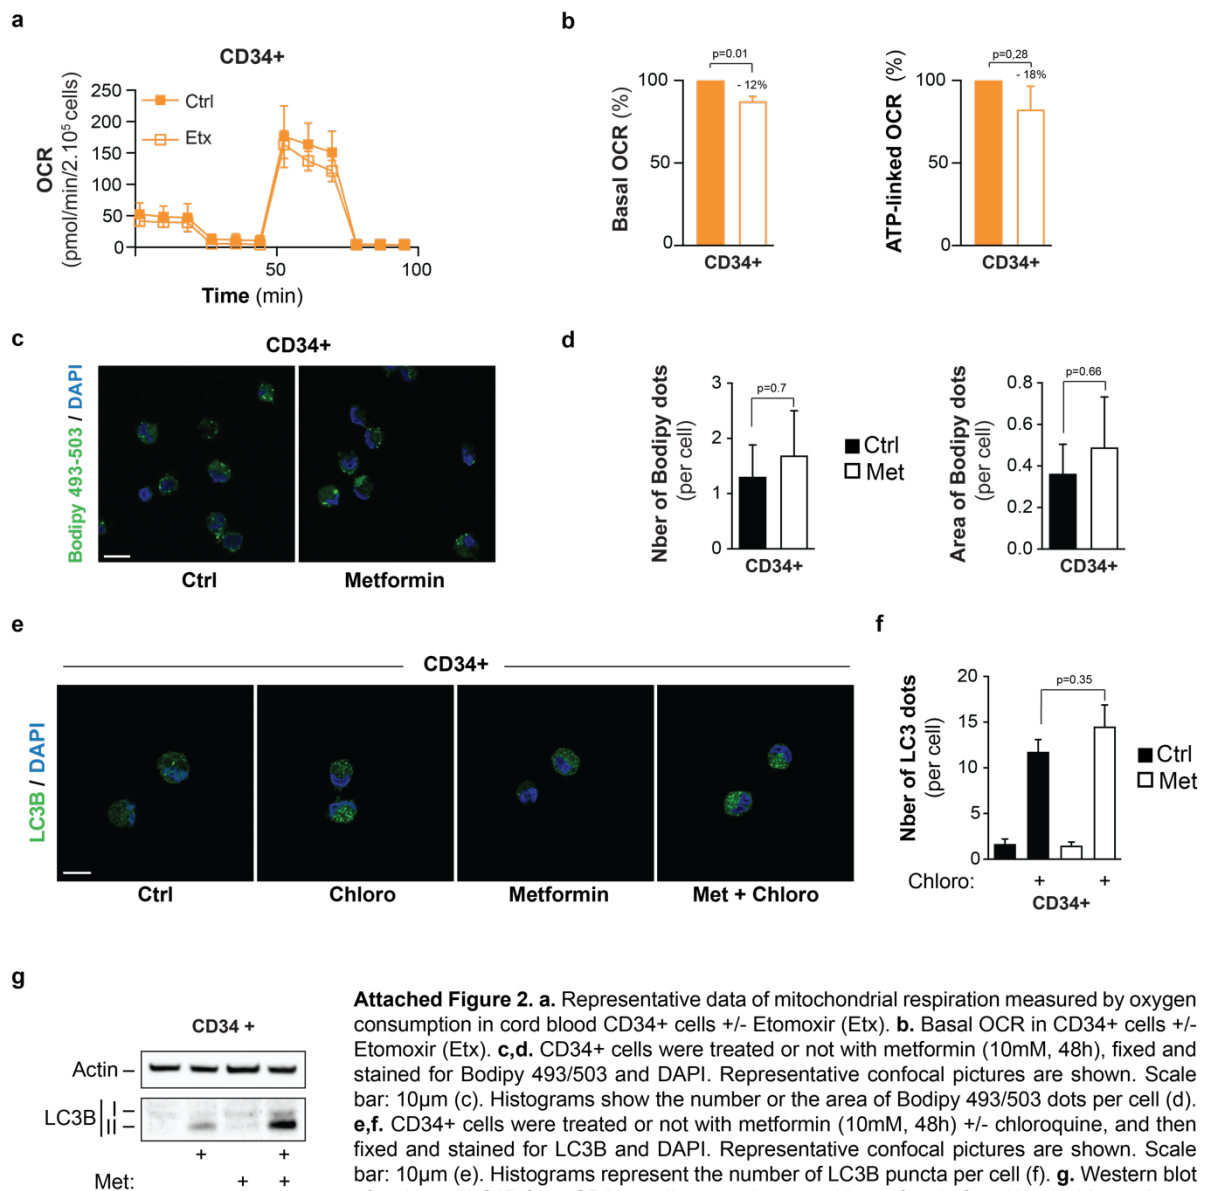 a
CD34+
OCR
(pmol/min/2.10⁵ cells)
250
200
150
100
50
0
Ctrl
Etx
50
100
Time (min)
b
Basal OCR (%)
100
50
0
p=0.01
- 12%
CD34+
ATP-linked OCR (%)
100
50
0
p=0,28
- 18%
CD34+
c
CD34+
Bodipy 493-503 / DAPI
Ctrl
Metformin
d
Nber of Bodipy dots
(per cell)
3
2
1
0
p=0.7
CD34+
Ctrl
Met
Area of Bodipy dots
(per cell)
0.8
0.6
0.4
0.2
0.0
p=0.66
CD34+
e
CD34+
LC3B / DAPI
Ctrl
Chloro
Metformin
Met + Chloro
f
Nber of LC3 dots
(per cell)
20
15
10
5
0
p=0.35
Ctrl
Met
Chloro:
+
+
CD34+
g
CD34 +
Actin
LC3B
I
II
+
+
Met:
+
+
Attached Figure 2. a. Representative data of mitochondrial respiration measured by oxygen
consumption in cord blood CD34+ cells +/- Etomoxir (Etx). b. Basal OCR in CD34+ cells +/-
Etomoxir (Etx). c,d. CD34+ cells were treated or not with metformin (10mM, 48h), fixed and
stained for Bodipy 493/503 and DAPI. Representative confocal pictures are shown. Scale
bar: 10µm (c). Histograms show the number or the area of Bodipy 493/503 dots per cell (d).
e,f. CD34+ cells were treated or not with metformin (10mM, 48h) +/- chloroquine, and then
fixed and stained for LC3B and DAPI. Representative confocal pictures are shown. Scale
bar: 10µm (e). Histograms represent the number of LC3B puncta per cell (f). g. Western blot